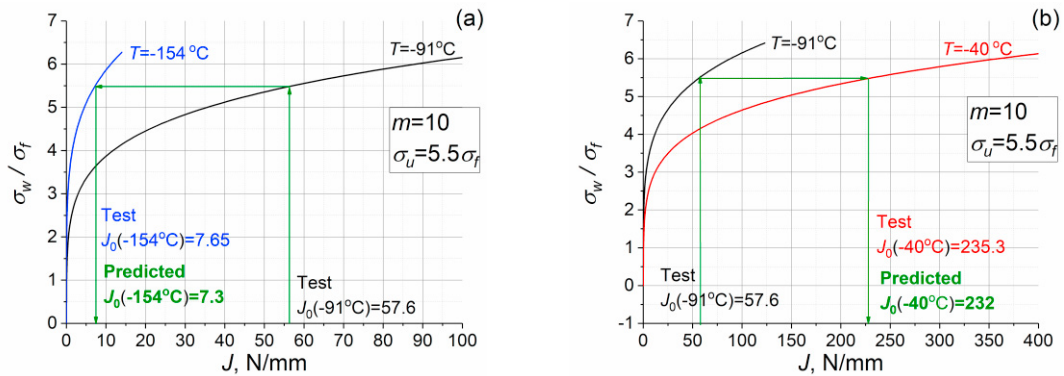 (a)
7
6
5
4
3
2
1
0
σw / σf
T=-154 °C
T=-91°C
m=10
σu=5.5σf
Test
J0(-154°C)=7.65
Predicted
J0(-154°C)=7.3
Test
J0(-91°C)=57.6
0 10 20 30 40 50 60 70 80 90 100
J, N/mm
(b)
7
6
5
4
3
2
1
0
-1
σw / σf
T=-91°C
T=-40 °C
m=10
σu=5.5σf
Test
J0(-91°C)=57.6
Test
J0(-40°C)=235.3
Predicted
J0(-40°C)=232
0 50 100 150 200 250 300 350 400
J, N/mm